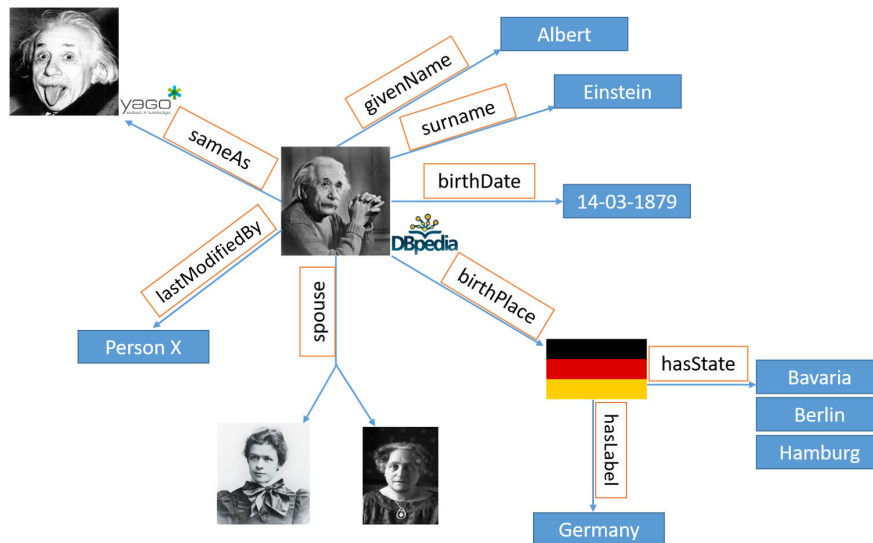 Albert
givenName
Einstein
surname
yago
sameAs
birthDate
14-03-1879
DBpedia
lastModifiedBy
birthPlace
spouse
Person X
hasState
Bavaria
Berlin
Hamburg
hasLabel
Germany